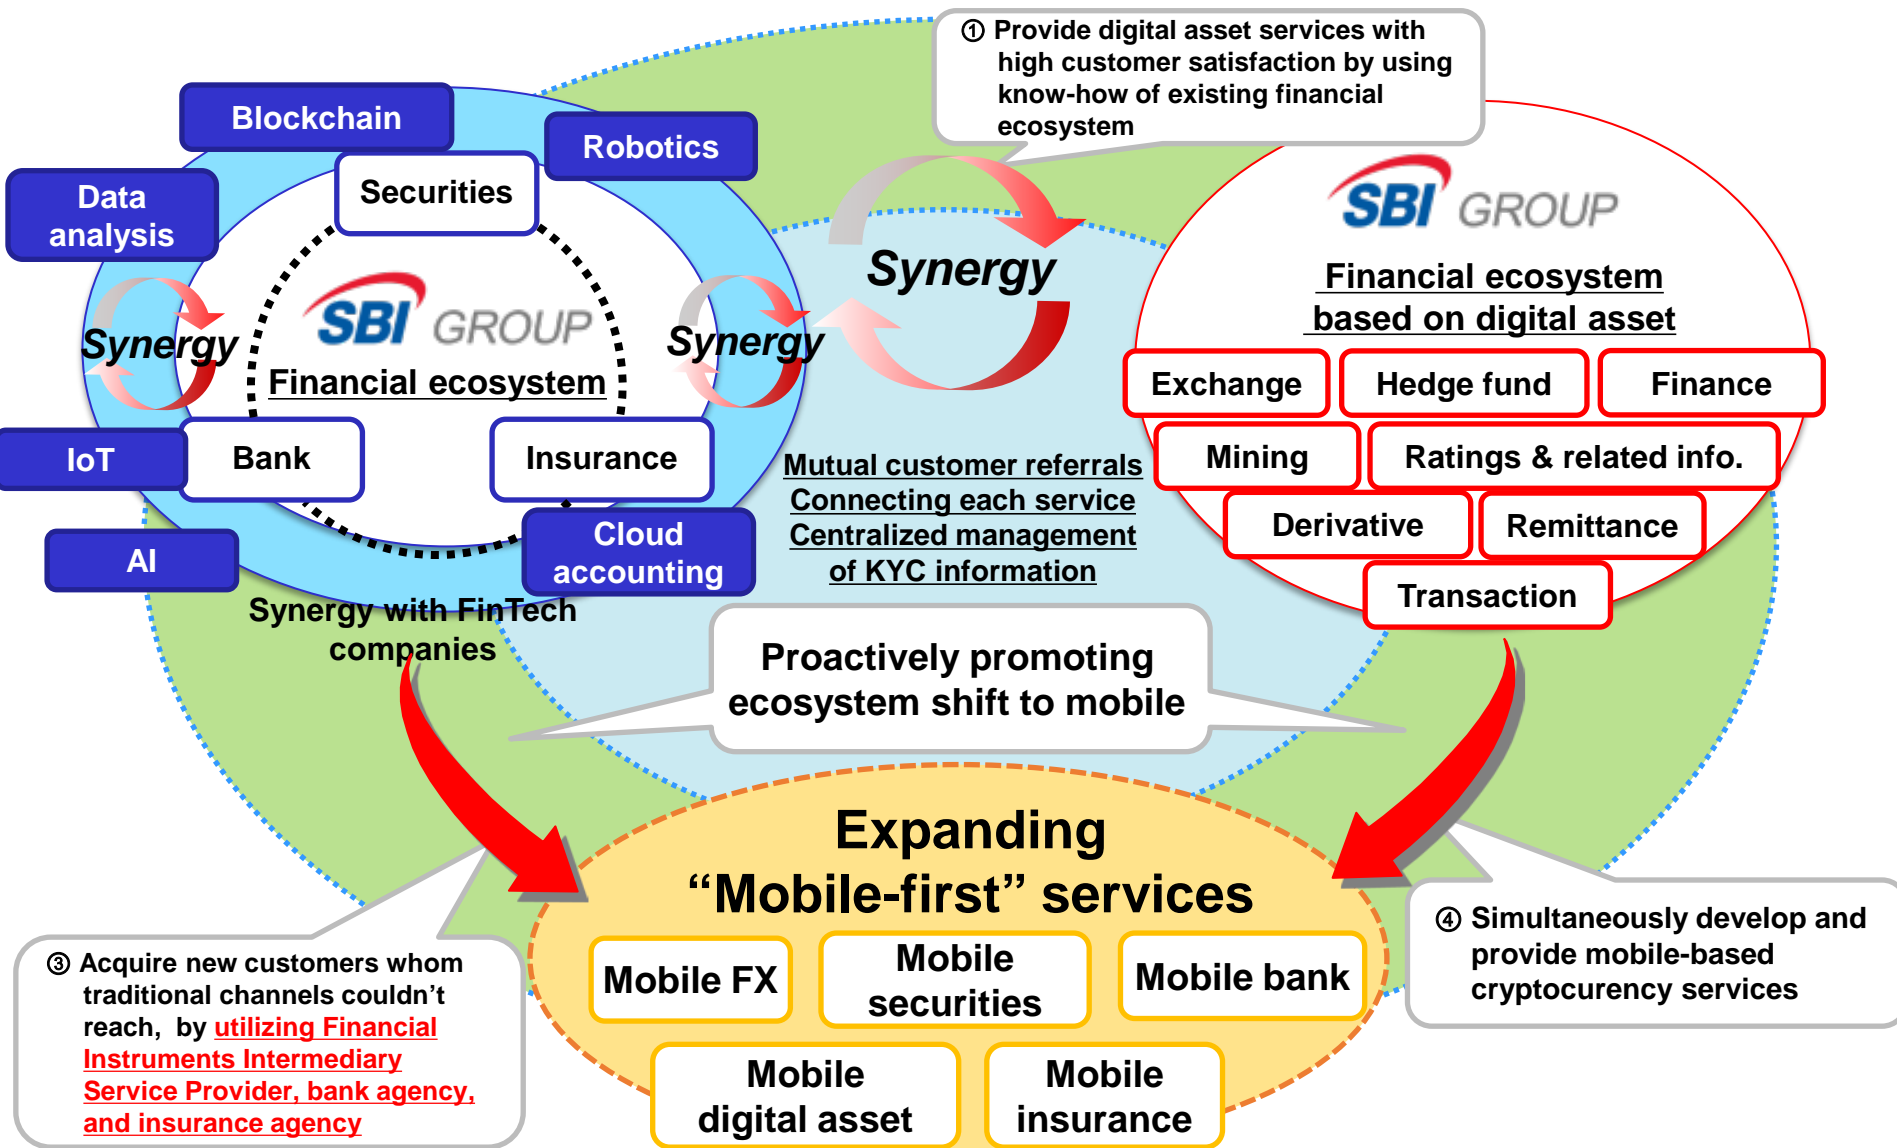 ① Provide digital asset services with
high customer satisfaction by using
know-how of existing financial
ecosystem
Blockchain
Robotics
Data
analysis
Securities
SBI GROUP
Financial ecosystem
Synergy
Synergy
IoT
Bank
Insurance
AI
Cloud
accounting
Synergy with FinTech
companies
Synergy
Mutual customer referrals
Connecting each service
Centralized management
of KYC information
SBI GROUP
Financial ecosystem
based on digital asset
Exchange
Hedge fund
Finance
Mining
Ratings & related info.
Derivative
Remittance
Transaction
Proactively promoting
ecosystem shift to mobile
Expanding
“Mobile-first” services
Mobile FX
Mobile
securities
Mobile bank
Mobile
digital asset
Mobile
insurance
③ Acquire new customers whom
traditional channels couldn’t
reach, by utilizing Financial
Instruments Intermediary
Service Provider, bank agency,
and insurance agency
④ Simultaneously develop and
provide mobile-based
cryptocurency services